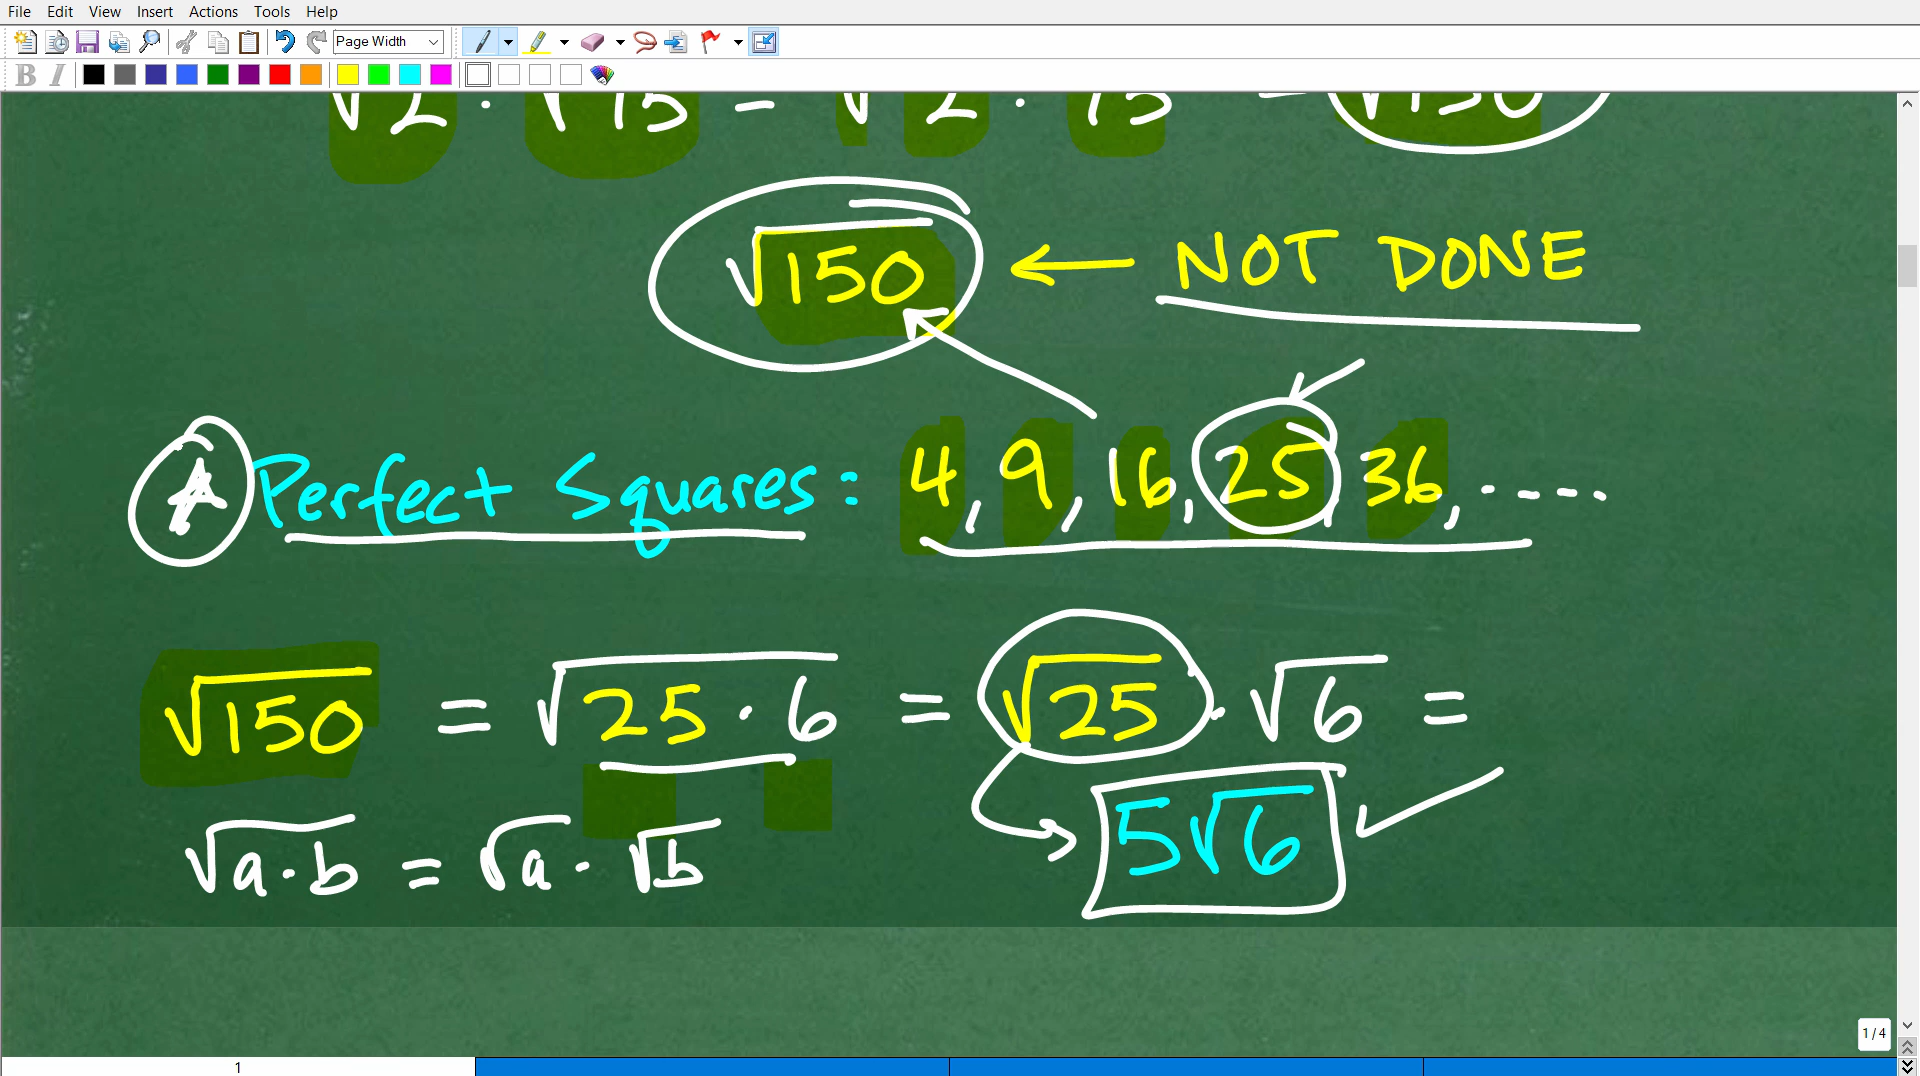 File Edit View Insert Actions Tools Help
Page Width
B I
√150 ← NOT DONE
A Perfect Squares: 4, 9, 16, 25, 36, -----
√150 = √25 · 6 = √25 · √6 =
5√6
√a · b = √a · √b
1 / 4
1